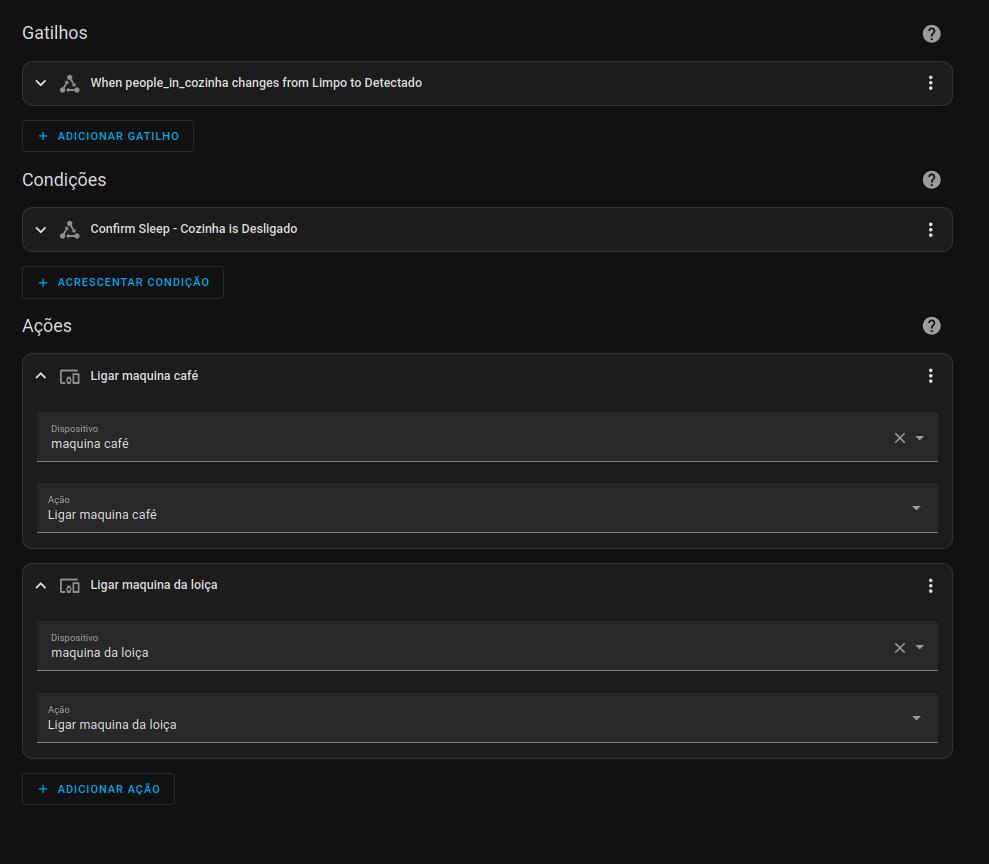 Gatilhos
When people_in_cozinha changes from Limpo to Detectado
+ ADICIONAR GATILHO
Condições
Confirm Sleep - Cozinha is Desligado
+ ACRESCENTAR CONDIÇÃO
Ações
Ligar maquina café
Dispositivo
maquina café
Ação
Ligar maquina café
Ligar maquina da loiça
Dispositivo
maquina da loiça
Ação
Ligar maquina da loiça
+ ADICIONAR AÇÃO